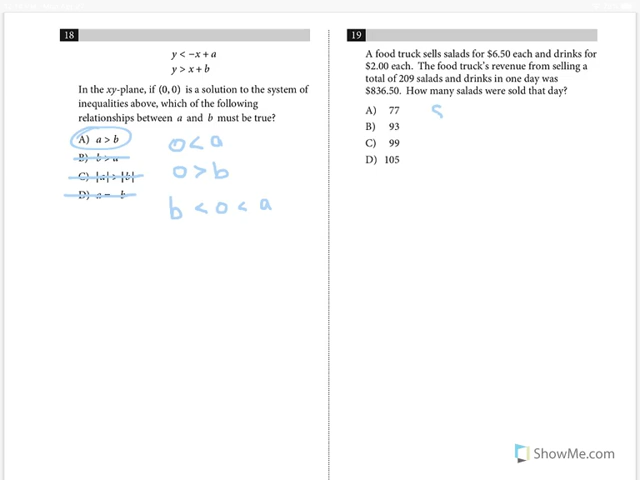 18
y < −x + a
y > x + b
In the xy-plane, if (0, 0) is a solution to the system of
inequalities above, which of the following
relationships between a and b must be true?
A) a > b
B) b > a
C) |a| > |b|
D) a = −b
0 < a
0 > b
b < 0 < a
19
A food truck sells salads for $6.50 each and drinks for
$2.00 each. The food truck's revenue from selling a
total of 209 salads and drinks in one day was
$836.50. How many salads were sold that day?
A) 77
B) 93
C) 99
D) 105
S
ShowMe.com